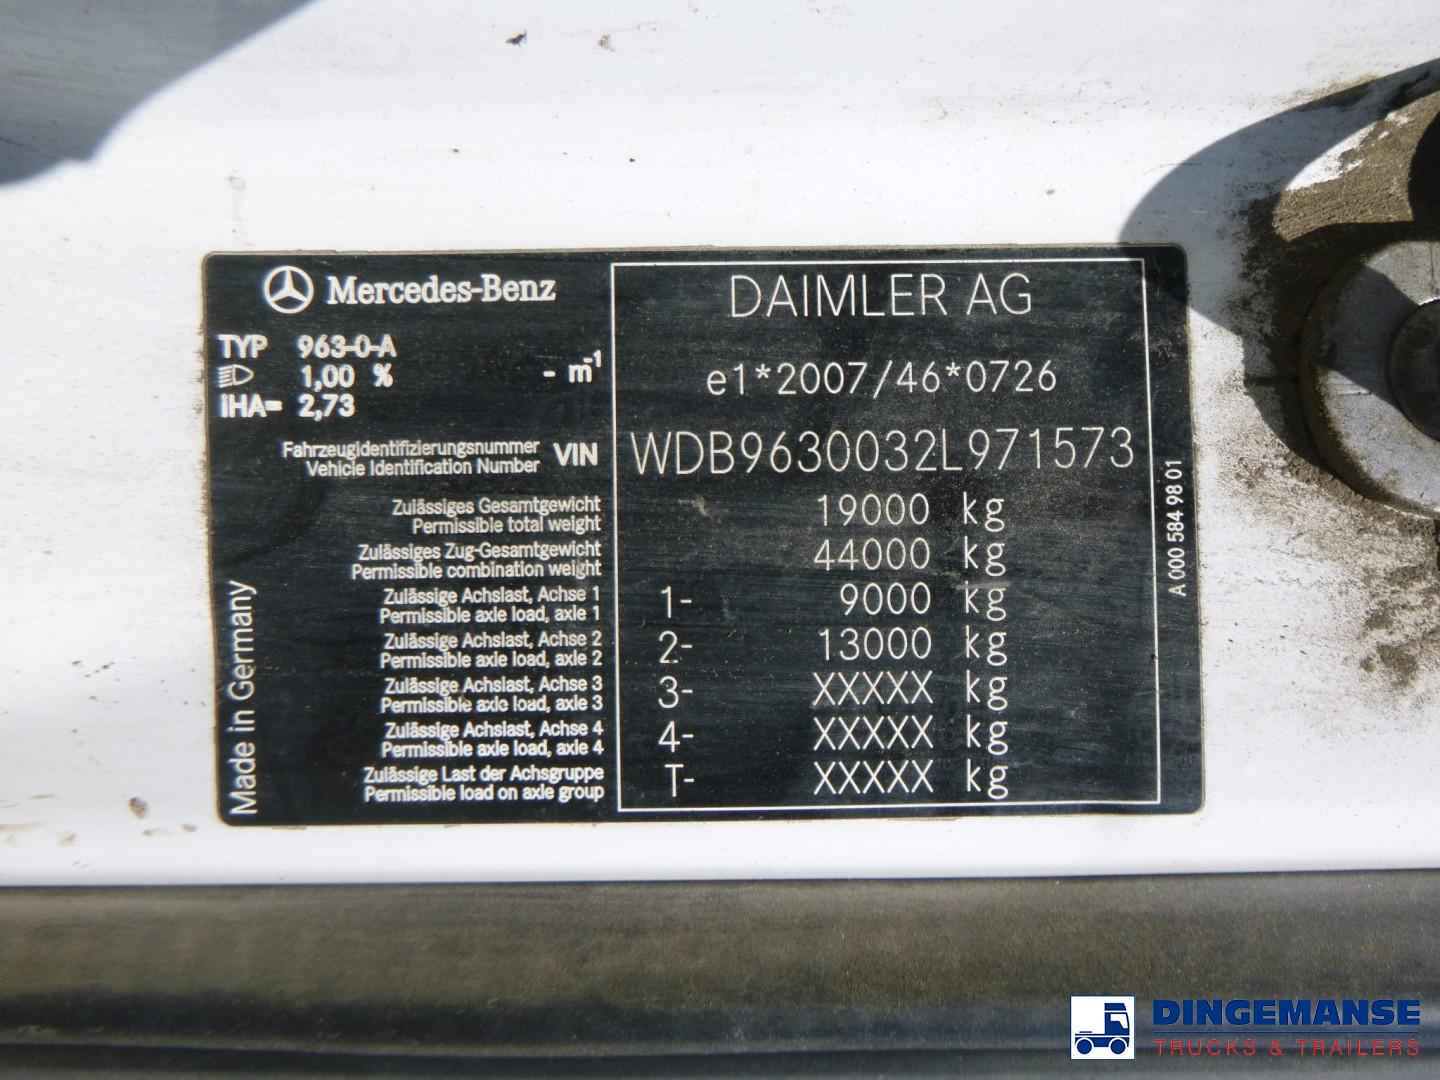 Mercedes-Benz
TYP 963-0-A
1,00 % - m-1
IHA= 2,73
DAIMLER AG
e1*2007/46*0726
Fahrzeugidentifizierungsnummer
Vehicle Identification Number VIN WDB9630032L971573
Zulässiges Gesamtgewicht
Permissible total weight 19000 kg
Zulässiges Zug-Gesamtgewicht
Permissible combination weight 44000 kg
Zulässige Achslast, Achse 1
Permissible axle load, axle 1 1- 9000 kg
Zulässige Achslast, Achse 2
Permissible axle load, axle 2 2- 13000 kg
Zulässige Achslast, Achse 3
Permissible axle load, axle 3 3- XXXXX kg
Zulässige Achslast, Achse 4
Permissible axle load, axle 4 4- XXXXX kg
Zulässige Last der Achsgruppe
Permissible load on axle group T- XXXXX kg
Made in Germany
A 000 584 98 01
DINGEMANSE
TRUCKS & TRAILERS